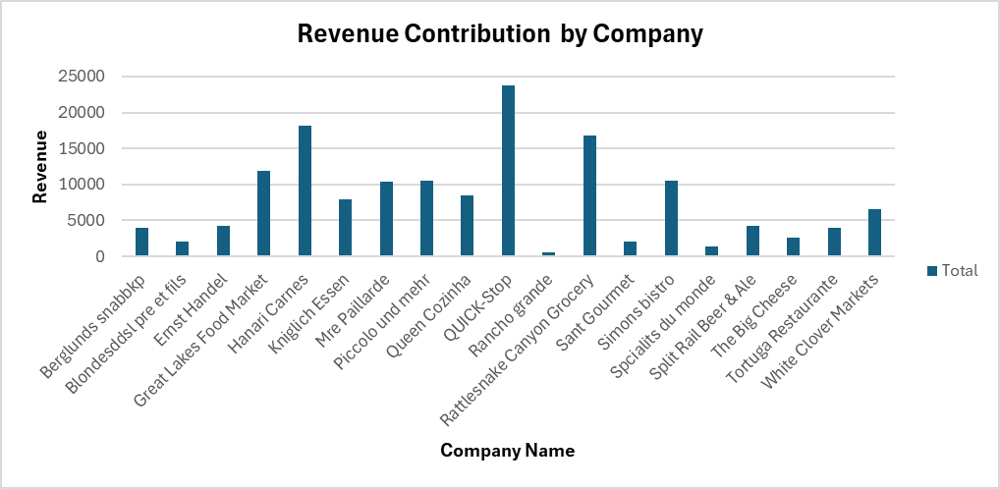 Revenue Contribution  by Company
Revenue
25000
20000
15000
10000
5000
0
Berglunds snabbkp
Blondesddsl pre et fils
Ernst Handel
Great Lakes Food Market
Hanari Carnes
Kniglich Essen
Mre Paillarde
Piccolo und mehr
Queen Cozinha
QUICK-Stop
Rancho grande
Rattlesnake Canyon Grocery
Sant Gourmet
Simons bistro
Spcialits du monde
Split Rail Beer & Ale
The Big Cheese
Tortuga Restaurante
White Clover Markets
Total
Company Name